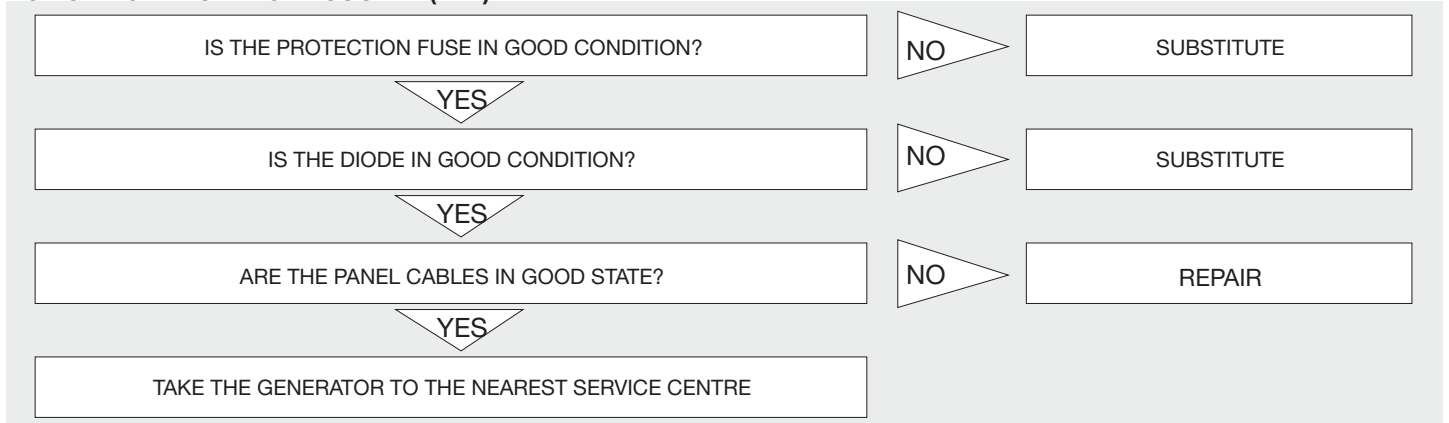 IS THE PROTECTION FUSE IN GOOD CONDITION?
NO
SUBSTITUTE
YES
IS THE DIODE IN GOOD CONDITION?
NO
SUBSTITUTE
YES
ARE THE PANEL CABLES IN GOOD STATE?
NO
REPAIR
YES
TAKE THE GENERATOR TO THE NEAREST SERVICE CENTRE